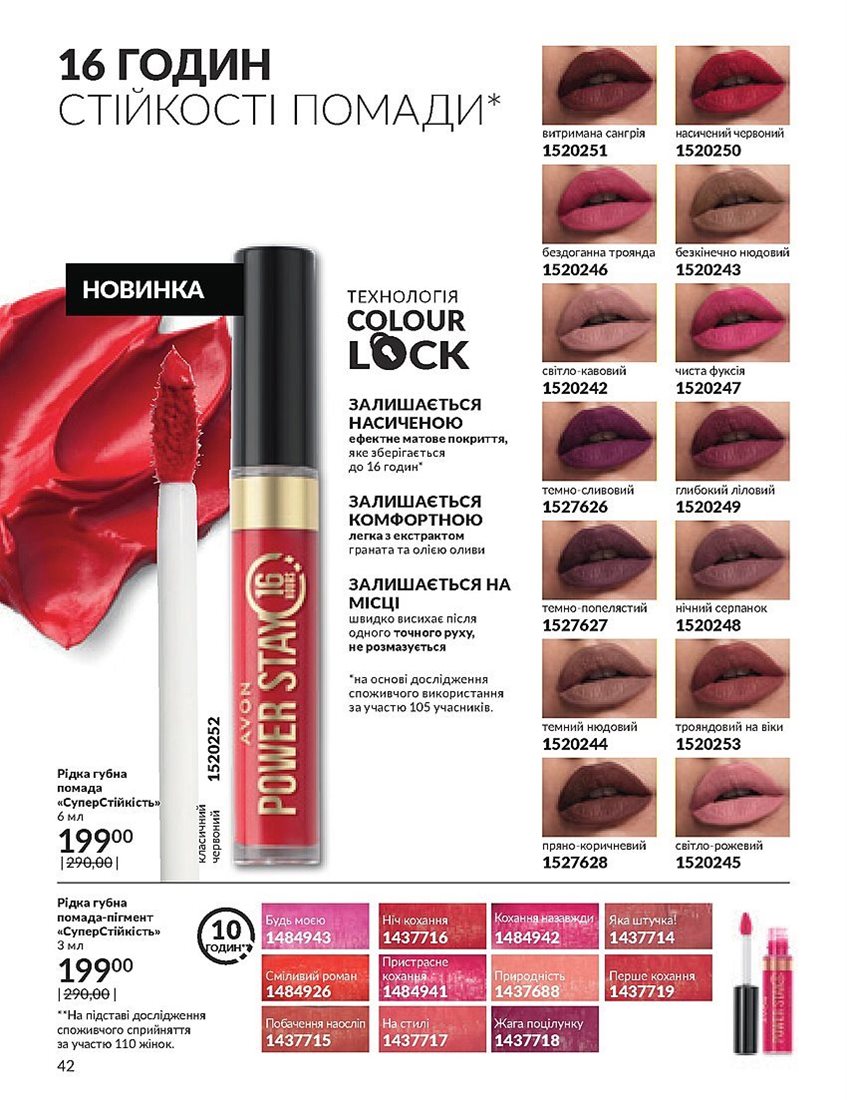 16 ГОДИН
СТІЙКОСТІ ПОМАДИ*
НОВИНКА
ТЕХНОЛОГІЯ
COLOUR
LOCK
ЗАЛИШАЄТЬСЯ
НАСИЧЕНОЮ
ефектне матове покриття,
яке зберігається
до 16 годин*
ЗАЛИШАЄТЬСЯ
КОМФОРТНОЮ
легка з екстрактом
граната та олією оливи
ЗАЛИШАЄТЬСЯ НА
МІСЦІ
швидко висихає після
одного точного руху,
не розмазується
*на основі дослідження
споживчого використання
за участю 105 учасників.
AVON
POWER STAY 16
HOURS
класичний
червоний
1520252
Рідка губна
помада
«СуперСтійкість»
6 мл
19900
|290,00|
витримана сангрія
1520251
насичений червоний
1520250
бездоганна троянда
1520246
безкінечно нюдовий
1520243
світло-кавовий
1520242
чиста фуксія
1520247
темно-сливовий
1527626
глибокий ліловий
1520249
темно-попелястий
1527627
нічний серпанок
1520248
темний нюдовий
1520244
трояндовий на віки
1520253
пряно-коричневий
1527628
світло-рожевий
1520245
Рідка губна
помада-пігмент
«СуперСтійкість»
3 мл
19900
|290,00|
**На підставі дослідження
споживчого сприйняття
за участю 110 жінок.
10
ГОДИН**
Будь моєю
1484943
Ніч кохання
1437716
Кохання назавжди
1484942
Яка штучка!
1437714
Сміливий роман
1484926
Пристрасне
кохання
1484941
Природність
1437688
Перше кохання
1437719
Побачення наосліп
1437715
На стилі
1437717
Жага поцілунку
1437718
AVON
POWER STAY
42